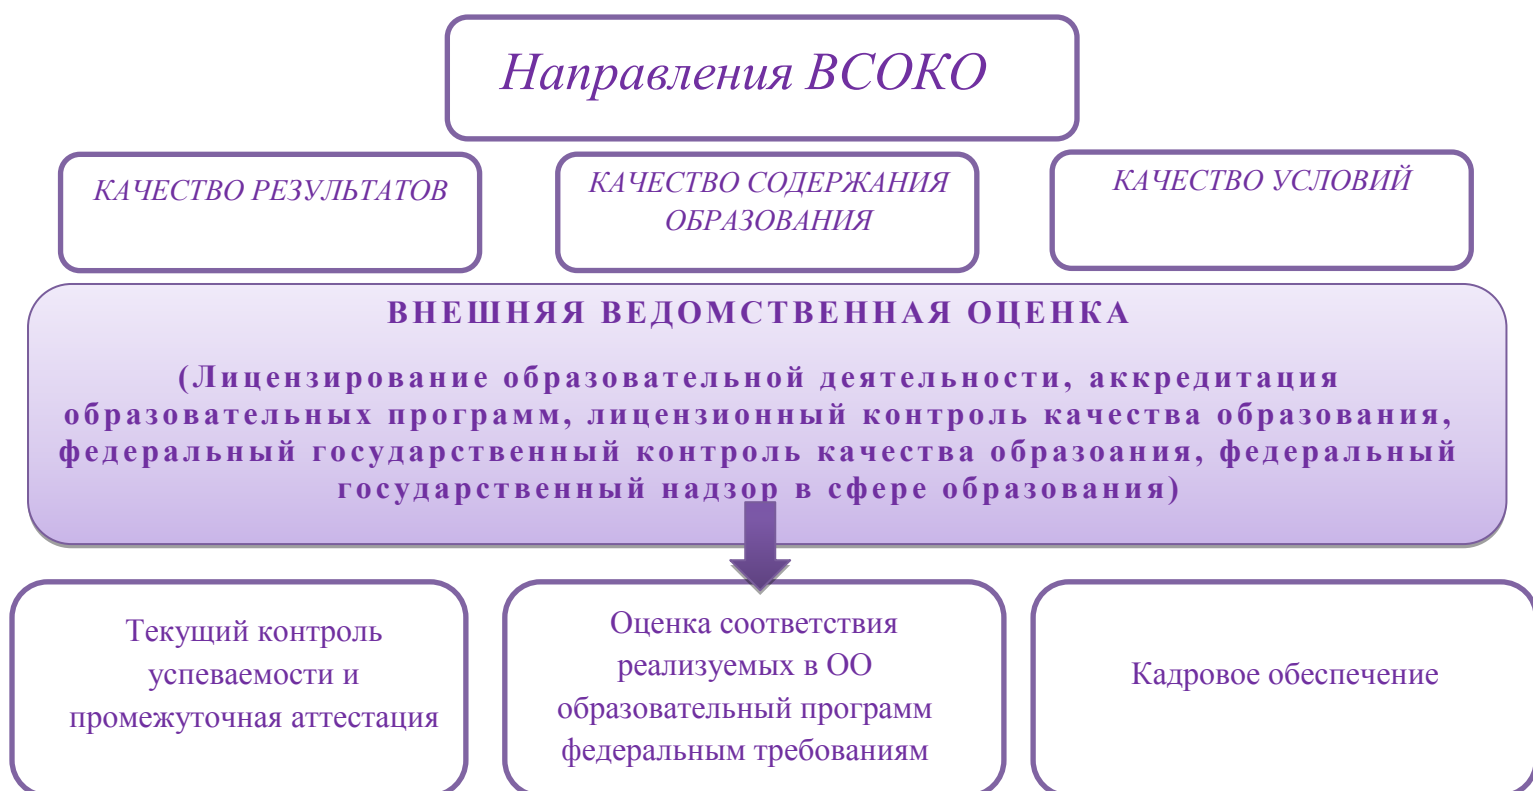 Направления ВСОКО
КАЧЕСТВО РЕЗУЛЬТАТОВ
КАЧЕСТВО СОДЕРЖАНИЯ
ОБРАЗОВАНИЯ
КАЧЕСТВО УСЛОВИЙ
ВНЕШНЯЯ ВЕДОМСТВЕННАЯ ОЦЕНКА
(Лицензирование образовательной деятельности, аккредитация
образовательных программ, лицензионный контроль качества образования,
федеральный государственный контроль качества образоания, федеральный
государственный надзор в сфере образования)
Текущий контроль
успеваемости и
промежуточная аттестация
Оценка соответствия
реализуемых в ОО
образовательный программ
федеральным требованиям
Кадровое обеспечение